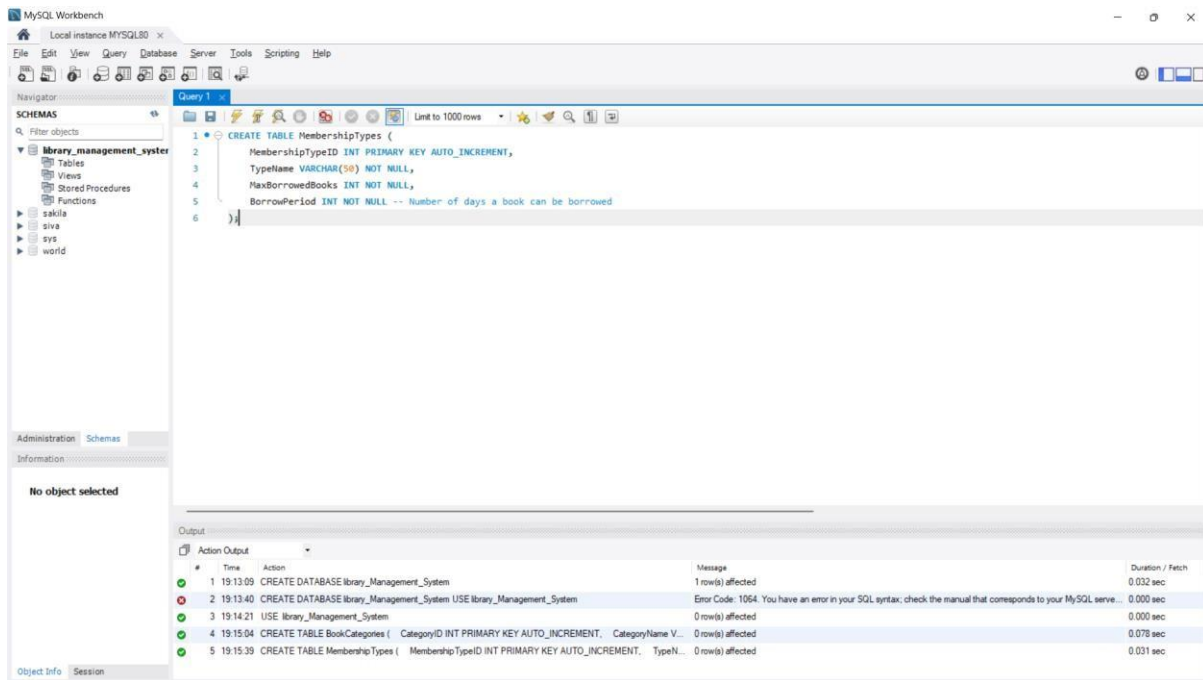 MySQL Workbench
Local instance MYSQL80 ×
File Edit View Query Database Server Tools Scripting Help
Navigator
Query 1 ×
SCHEMAS
Filter objects
Limit to 1000 rows
library_management_syster
Tables
Views
Stored Procedures
Functions
sakila
siva
sys
world
1 CREATE TABLE MembershipTypes (
2 MembershipTypeID INT PRIMARY KEY AUTO_INCREMENT,
3 TypeName VARCHAR(50) NOT NULL,
4 MaxBorrowedBooks INT NOT NULL,
5 BorrowPeriod INT NOT NULL -- Number of days a book can be borrowed
6 );
Administration Schemas
Information
No object selected
Output
Action Output
# Time Action Message Duration / Fetch
1 19:13:09 CREATE DATABASE library_Management_System 1 row(s) affected 0.032 sec
2 19:13:40 CREATE DATABASE library_Management_System USE library_Management_System Error Code: 1064. You have an error in your SQL syntax; check the manual that corresponds to your MySQL serve... 0.000 sec
3 19:14:21 USE library_Management_System 0 row(s) affected 0.000 sec
4 19:15:04 CREATE TABLE BookCategories ( CategoryID INT PRIMARY KEY AUTO_INCREMENT, CategoryName V... 0 row(s) affected 0.078 sec
5 19:15:39 CREATE TABLE MembershipTypes ( MembershipTypeID INT PRIMARY KEY AUTO_INCREMENT, TypeN... 0 row(s) affected 0.031 sec
Object Info Session